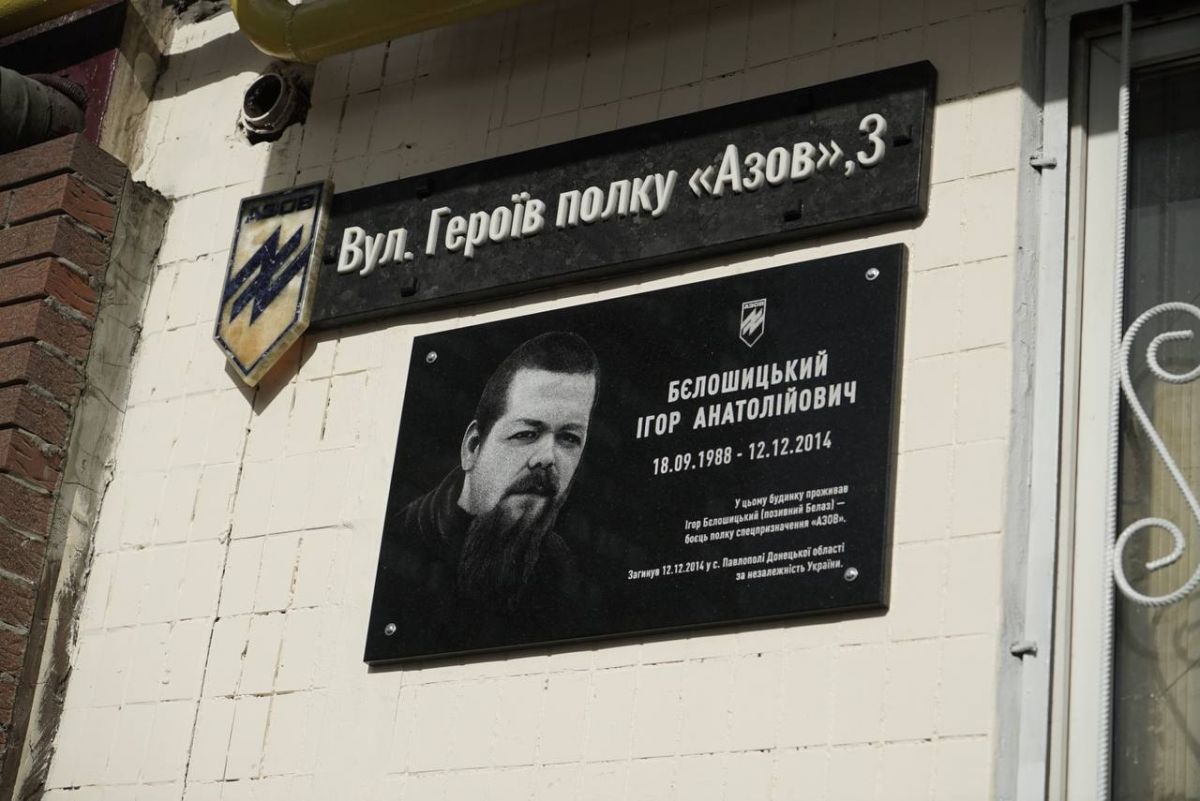 АЗОВ
Вул. Героїв полку «Азов»,3
АЗОВ
БЄЛОШИЦЬКИЙ
ІГОР АНАТОЛІЙОВИЧ
18.09.1988 - 12.12.2014
У цьому будинку проживав
Ігор Бєлошицький (позивний Белаз) —
боєць полку спецпризначення «АЗОВ».
Загинув 12.12.2014 у с. Павлополі Донецької області
за незалежність України.